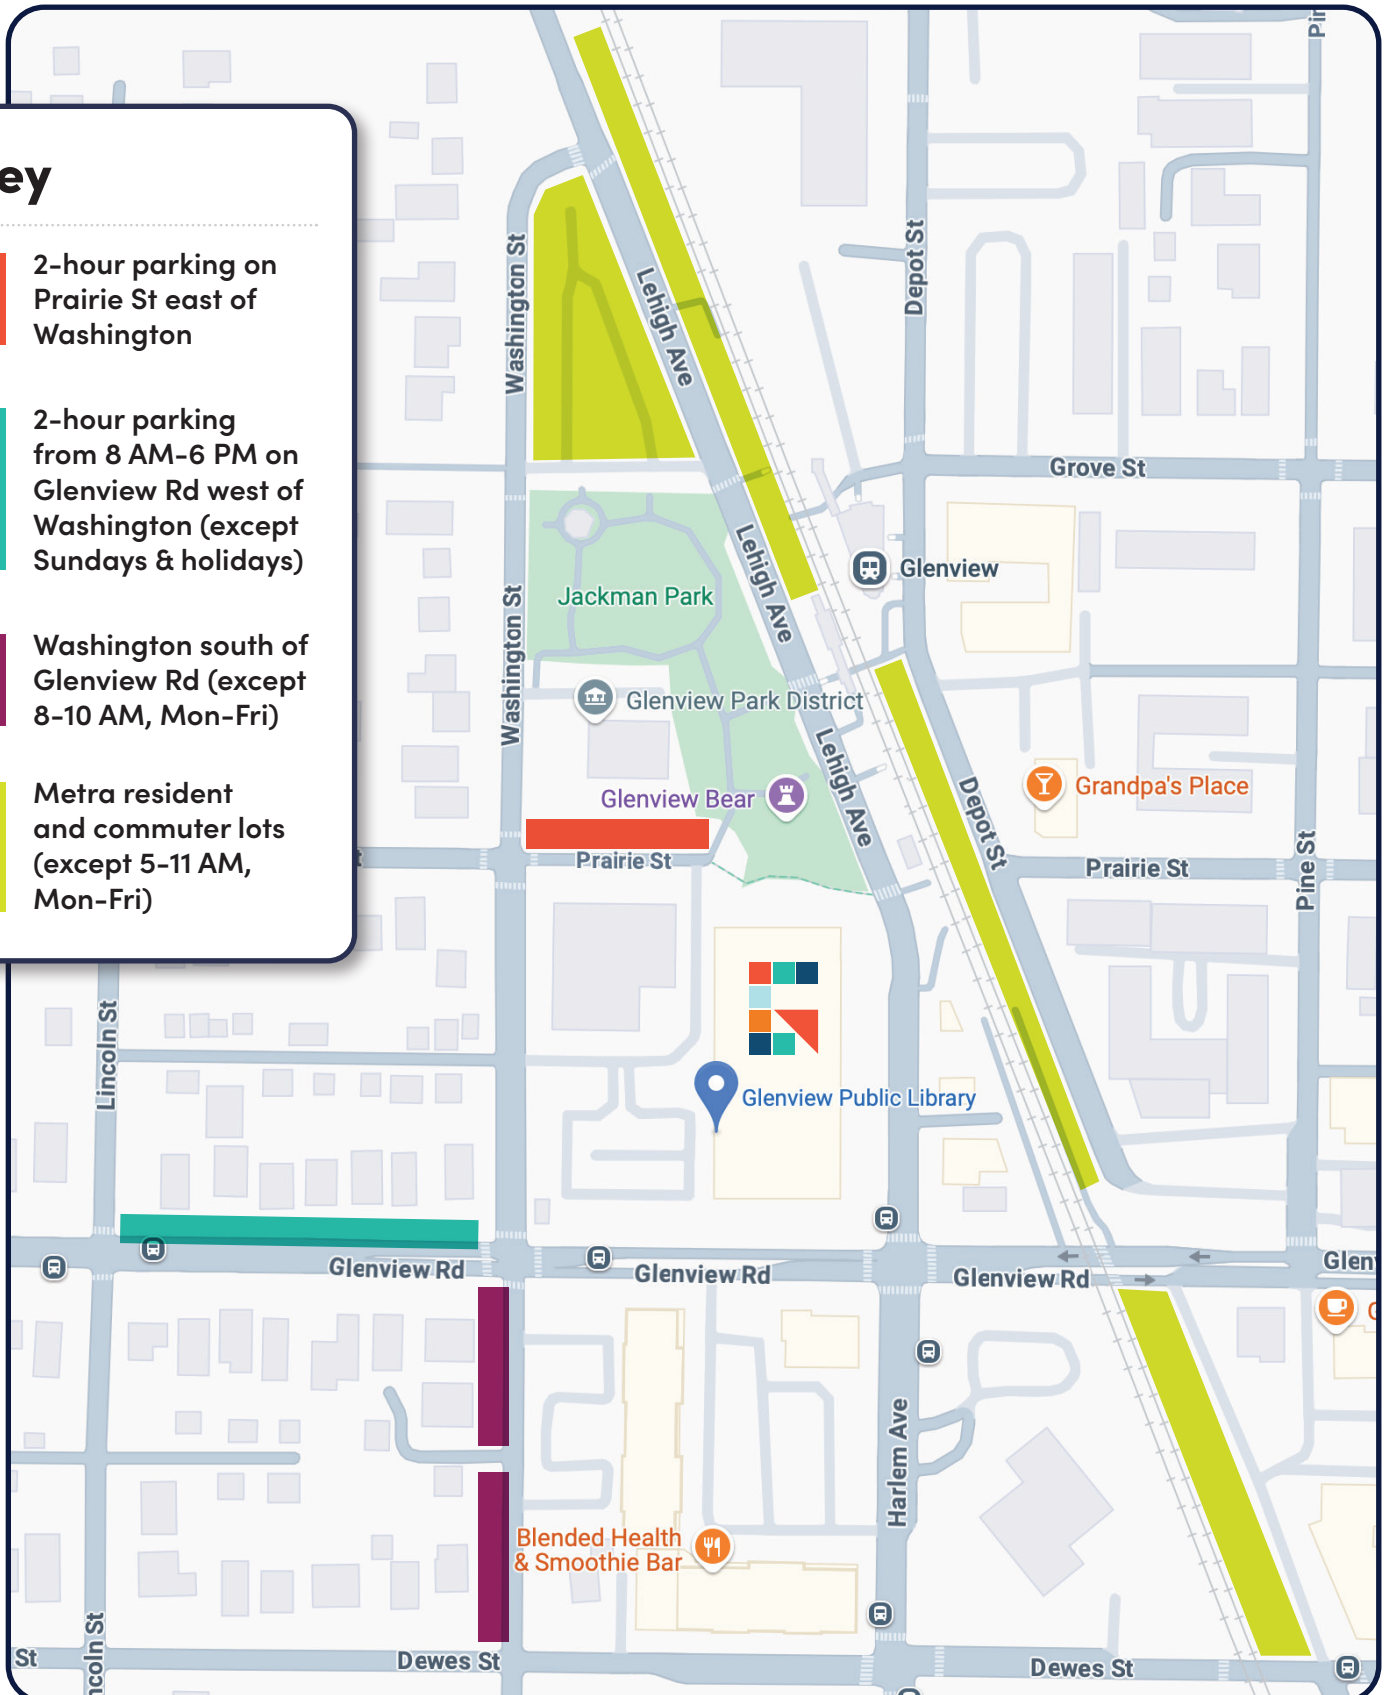 ey
2-hour parking on
Prairie St east of
Washington
2-hour parking
from 8 AM-6 PM on
Glenview Rd west of
Washington (except
Sundays & holidays)
Washington south of
Glenview Rd (except
8-10 AM, Mon-Fri)
Metra resident
and commuter lots
(except 5-11 AM,
Mon-Fri)
Pin
Washington St
Lehigh Ave
Depot St
Grove St
Lehigh Ave
Glenview
Jackman Park
Washington St
Glenview Park District
Lehigh Ave
Glenview Bear
Depot St
Grandpa's Place
Prairie St
Prairie St
Pine St
Lincoln St
Glenview Public Library
Glenview Rd
Glenview Rd
Glenview Rd
Glen
Harlem Ave
Blended Health
& Smoothie Bar
ncoln St
St
Dewes St
Dewes St